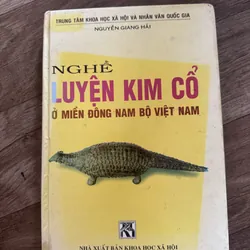 TRUNG TÂM KHOA HỌC XÃ HỘI VÀ NHÂN VĂN QUỐC GIA
NGUYỄN GIANG HẢI
NGHỀ
LUYỆN KIM CỔ
Ở MIỀN ĐÔNG NAM BỘ VIỆT NAM
NHÀ XUẤT BẢN KHOA HỌC XÃ HỘI